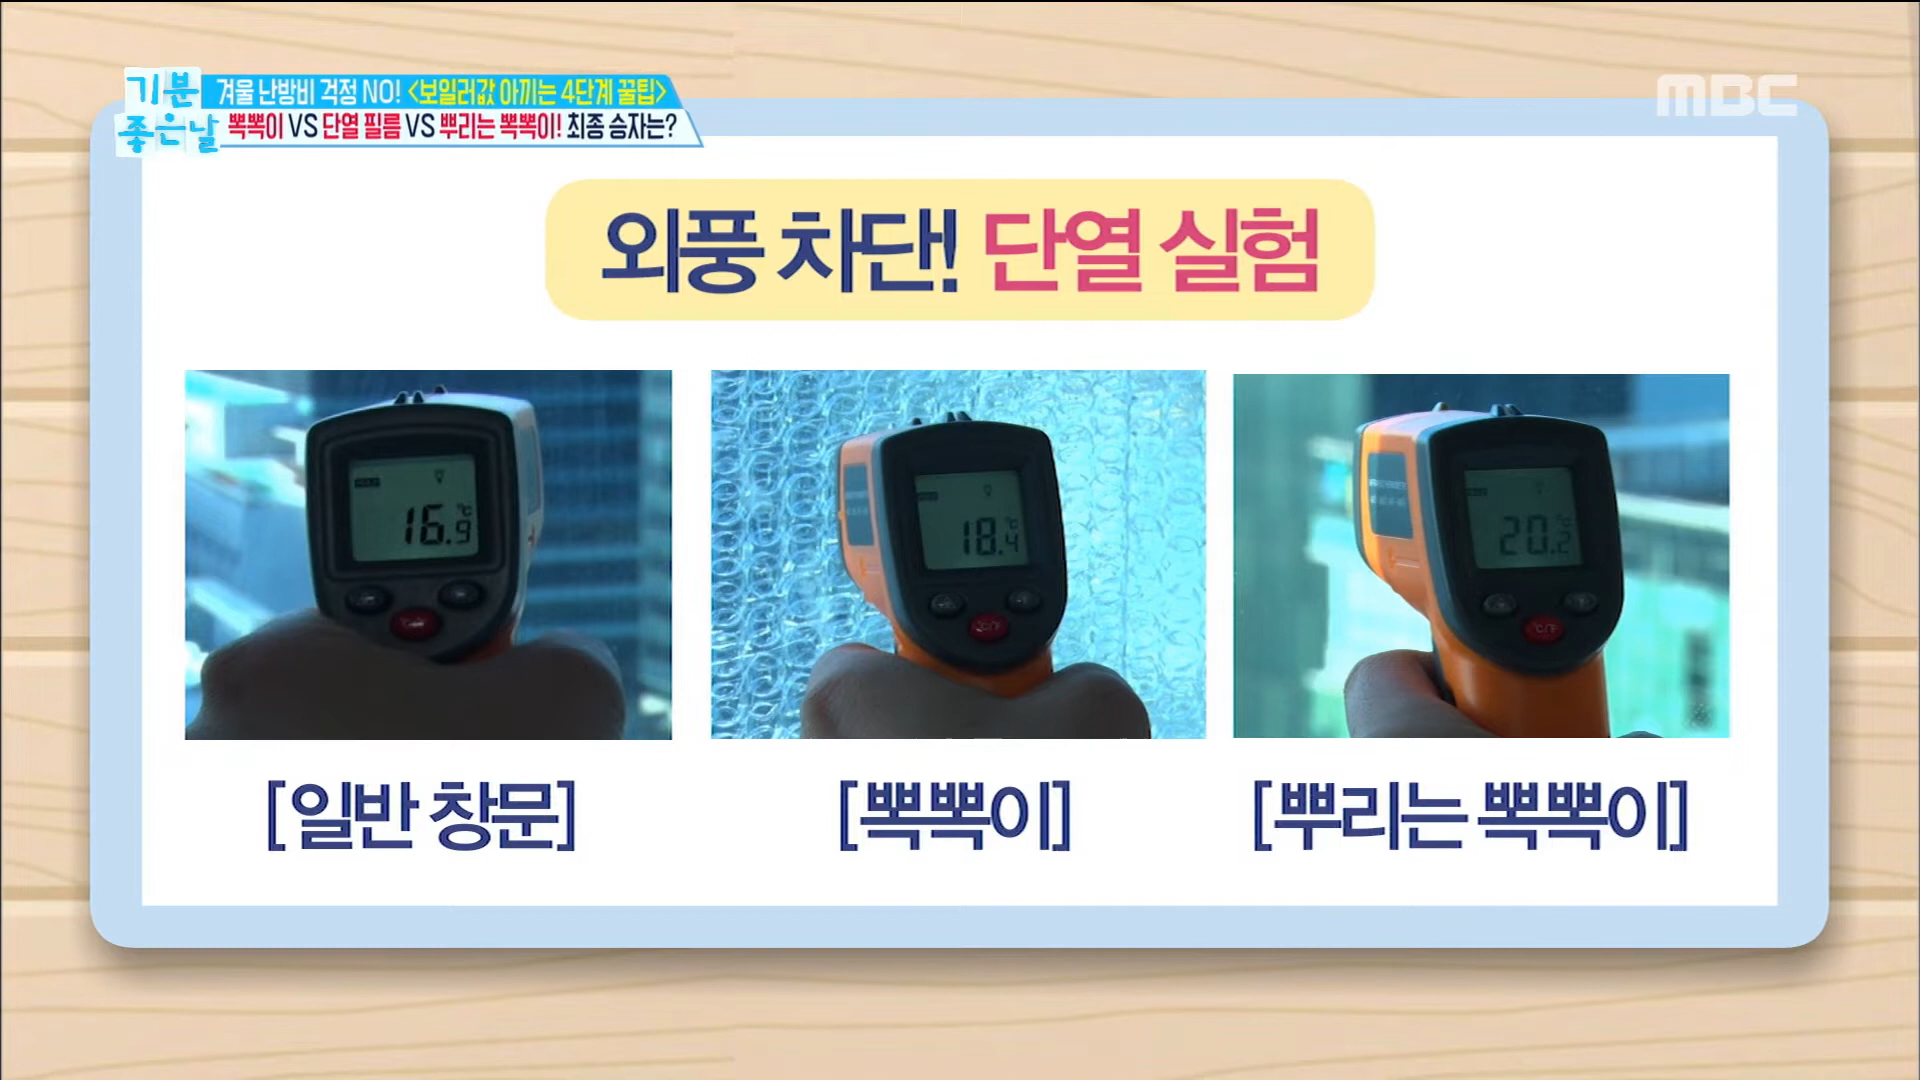 기분
좋은날
겨울 난방비 걱정 NO! <보일러값 아끼는 4단계 꿀팁>
뽁뽁이 VS 단열 필름 VS 뿌리는 뽁뽁이! 최종 승자는?
MBC
외풍 차단! 단열 실험
HOLD
16.9 ℃
18.4 ℃
20.2 ℃
℃/℉
[일반 창문]
[뽁뽁이]
[뿌리는 뽁뽁이]